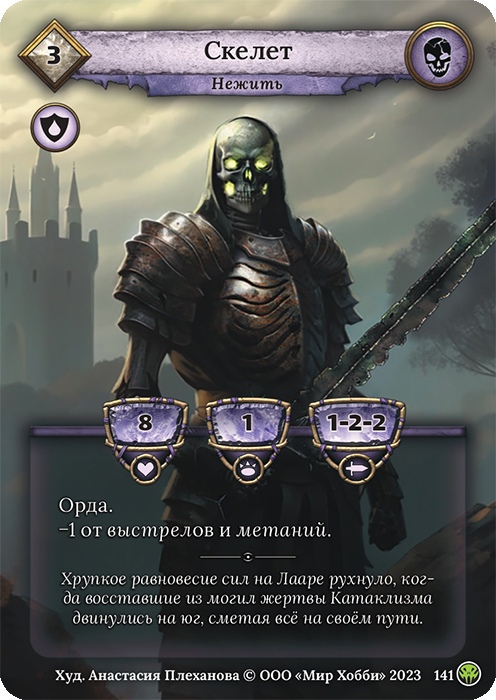 3
Скелет
Нежить
8
1
1-2-2
Орда.
−1 от выстрелов и метаний.
Хрупкое равновесие сил на Лааре рухнуло, ког-
да восставшие из могил жертвы Катаклизма
двинулись на юг, сметая всё на своём пути.
Худ. Анастасия Плеханова © ООО «Мир Хобби» 2023 141